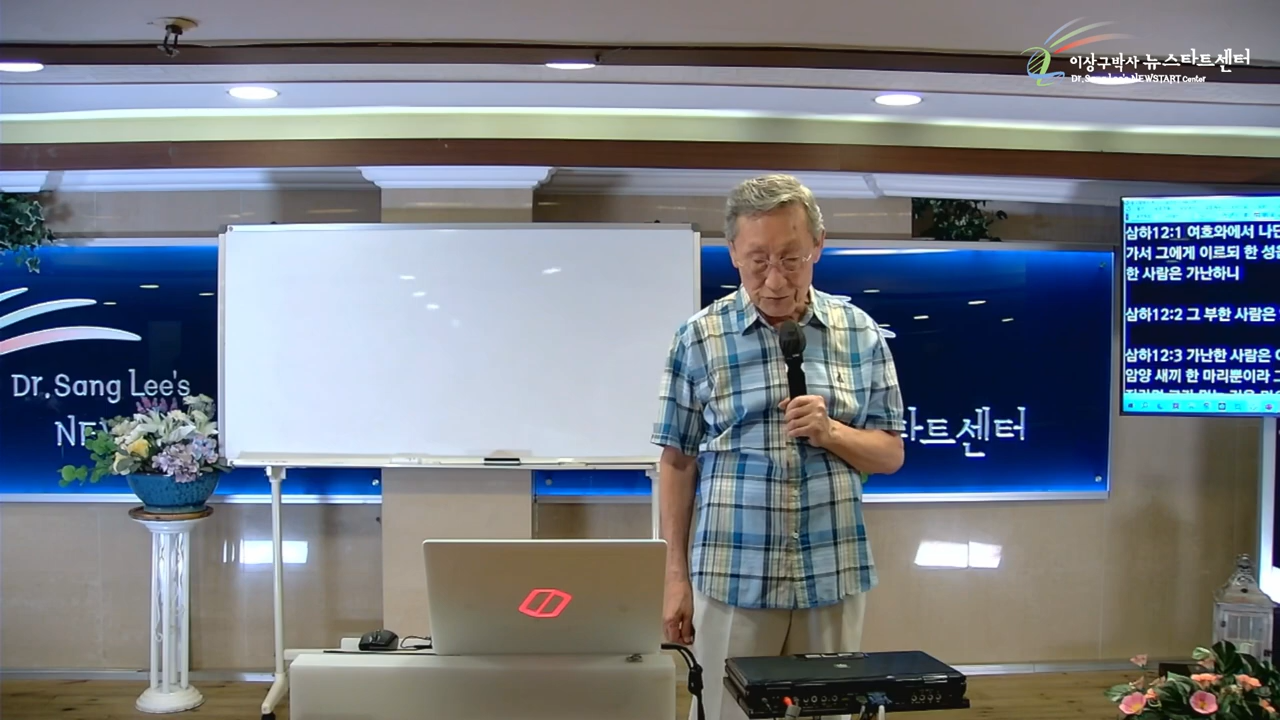 이상구박사 뉴스타트센터
Dr. Sang Lee's NEWSTART Center
Dr. Sang Lee's
타트센터
삼하12:1 여호와에서 나단
가서 그에게 이르되 한 성읍
한 사람은 가난하니
삼하12:2 그 부한 사람은
삼하12:3 가난한 사람은
암양 새끼 한 마리뿐이라 그